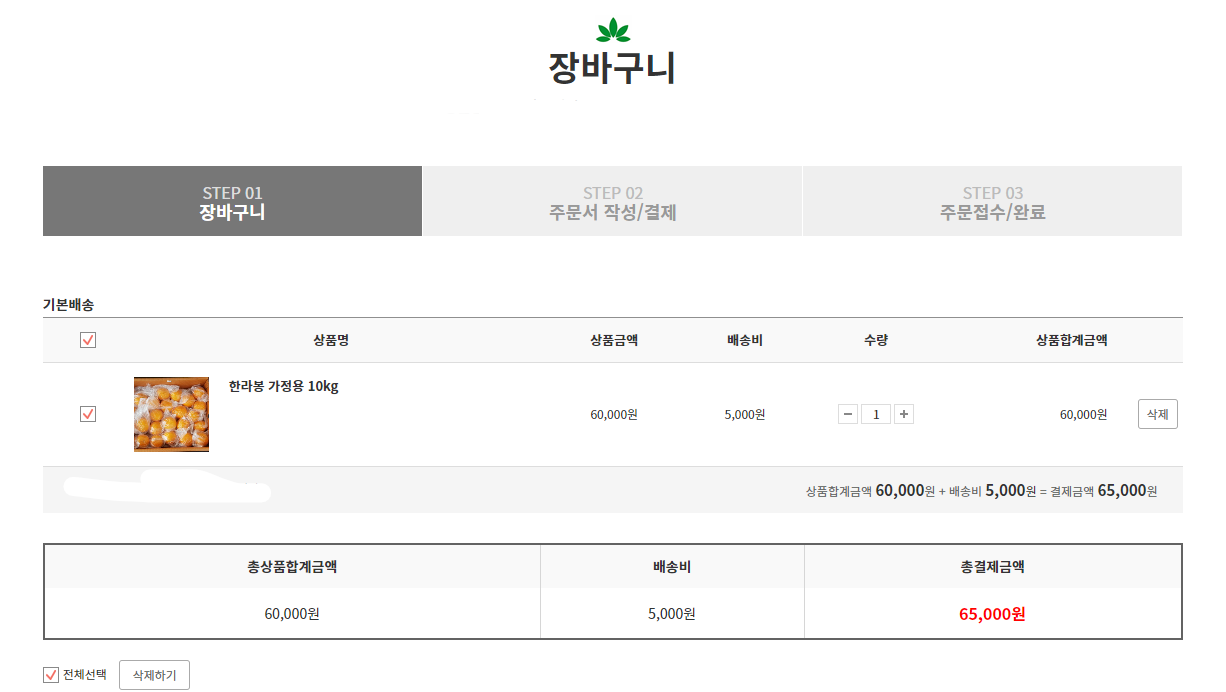 장바구니
STEP 01
장바구니
STEP 02
주문서 작성/결제
STEP 03
주문접수/완료
기본배송
상품명 상품금액 배송비 수량 상품합계금액
한라봉 가정용 10kg
60,000원 5,000원 1 60,000원 삭제
상품합계금액 60,000원 + 배송비 5,000원 = 결제금액 65,000원
총상품합계금액 배송비 총결제금액
60,000원 5,000원 65,000원
전체선택 삭제하기